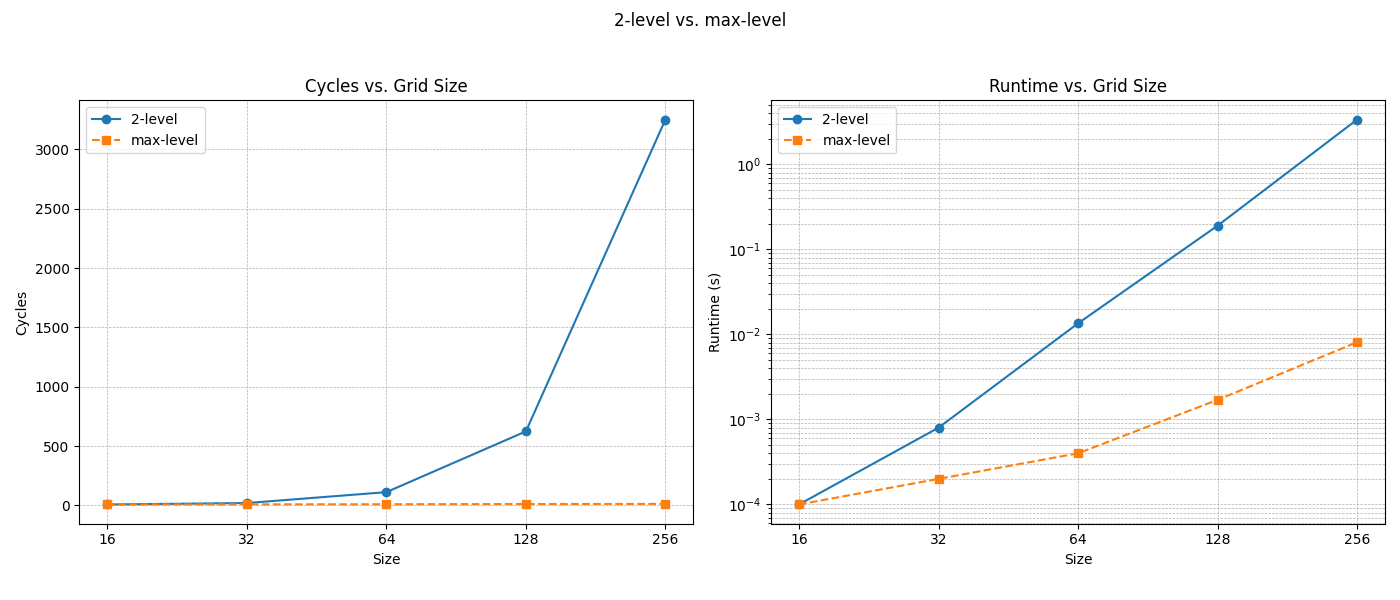 2-level vs. max-level
Cycles vs. Grid Size
2-level
max-level
Cycles
3000
2500
2000
1500
1000
500
0
16 32 64 128 256
Size
Runtime vs. Grid Size
2-level
max-level
Runtime (s)
10⁰
10⁻¹
10⁻²
10⁻³
10⁻⁴
16 32 64 128 256
Size